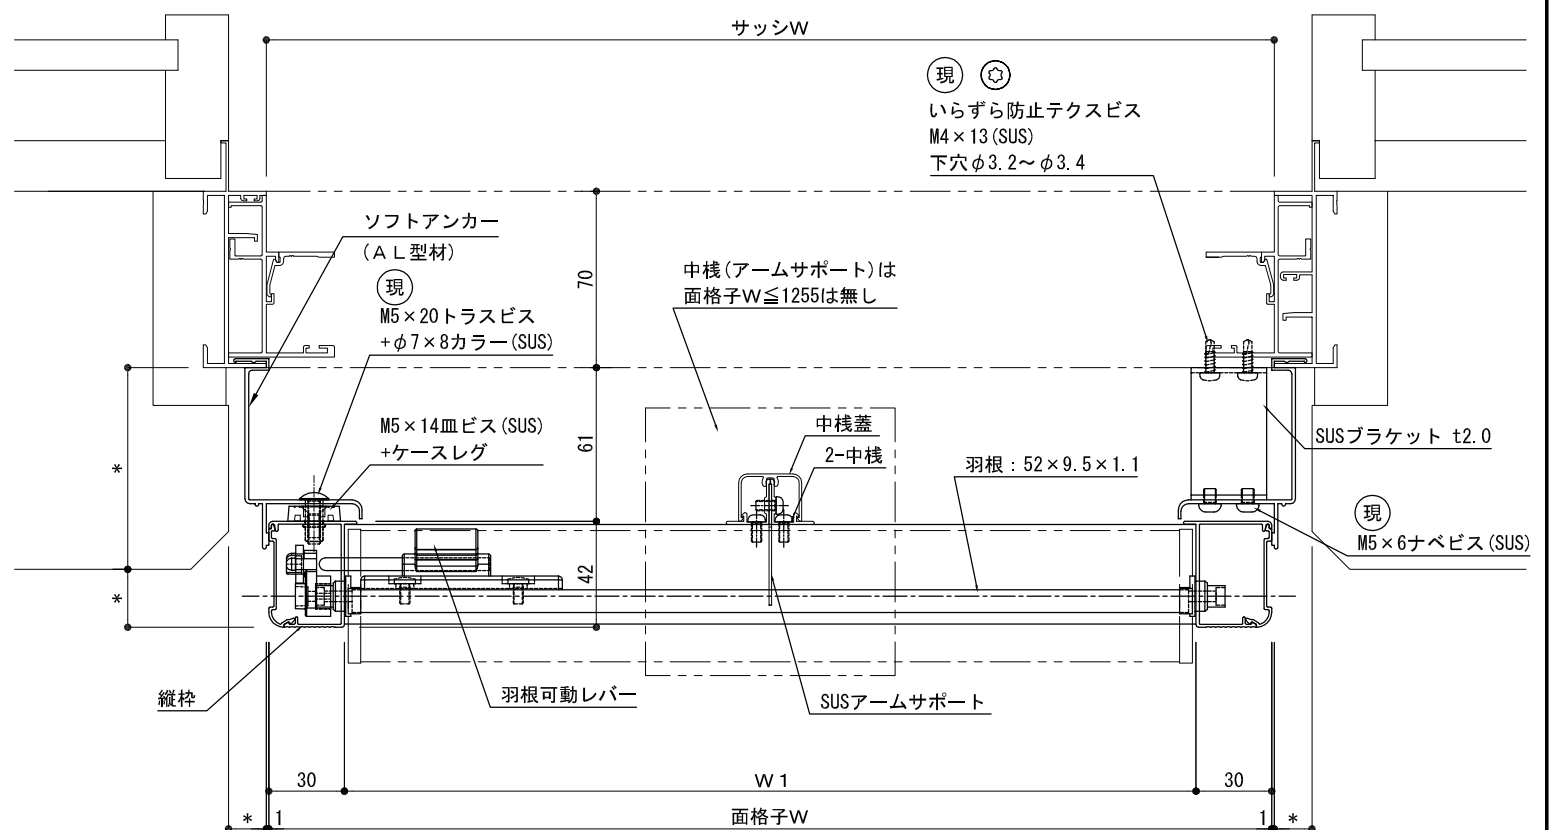 サッシW
現
いらずら防止テクスビス
M4×13(SUS)
下穴φ3.2～φ3.4
ソフトアンカー
(ＡＬ型材)
現
M5×20トラスビス
+φ7×8カラー(SUS)
中桟(アームサポート)は
面格子W≦1255は無し
70
M5×14皿ビス(SUS)
+ケースレグ
61
中桟蓋
2-中桟
羽根：52×9.5×1.1
SUSブラケット t2.0
現
M5×6ナベビス(SUS)
*
42
*
縦枠
羽根可動レバー
SUSアームサポート
30
W1
30
*
1
面格子W
1
*